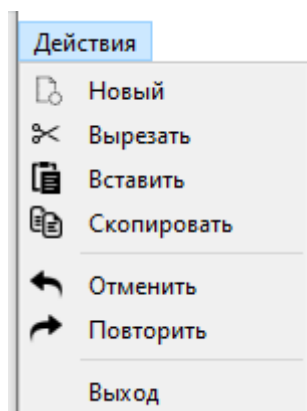 Действия
Новый
Вырезать
Вставить
Скопировать
Отменить
Повторить
Выход